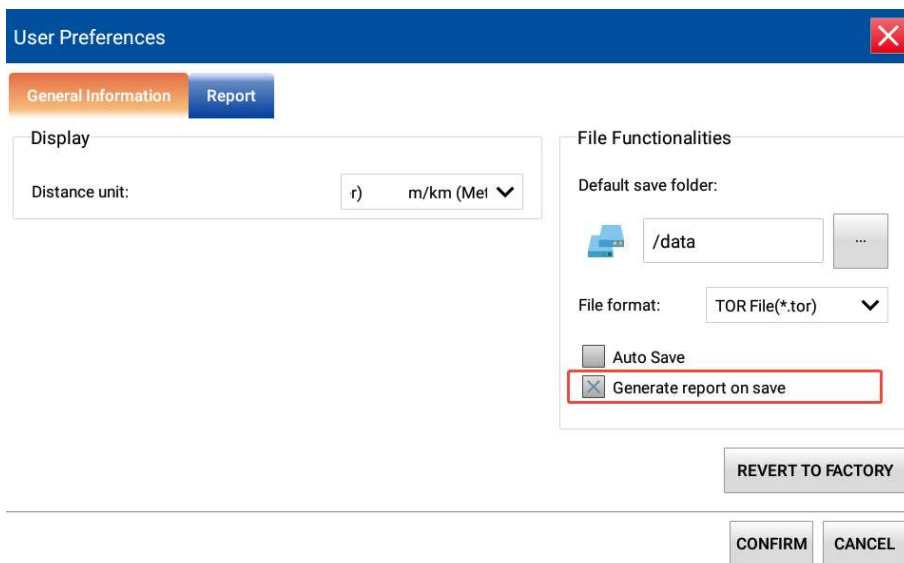 User Preferences
General Information
Report
Display
Distance unit:
r) m/km (Met
File Functionalities
Default save folder:
/data
...
File format:
TOR File(*.tor)
Auto Save
Generate report on save
REVERT TO FACTORY
CONFIRM
CANCEL